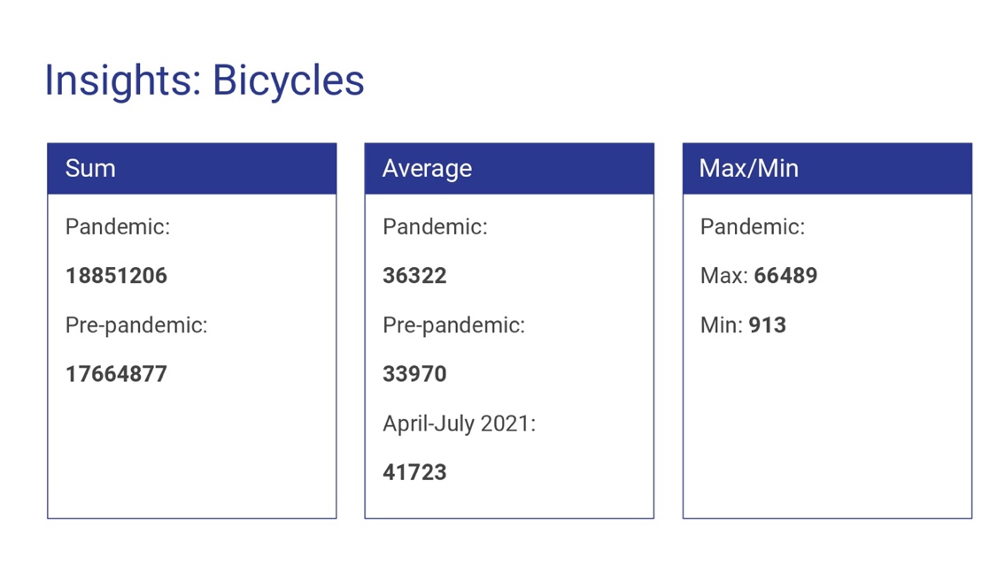 Insights: Bicycles
Sum
Pandemic:
18851206
Pre-pandemic:
17664877
Average
Pandemic:
36322
Pre-pandemic:
33970
April-July 2021:
41723
Max/Min
Pandemic:
Max: 66489
Min: 913